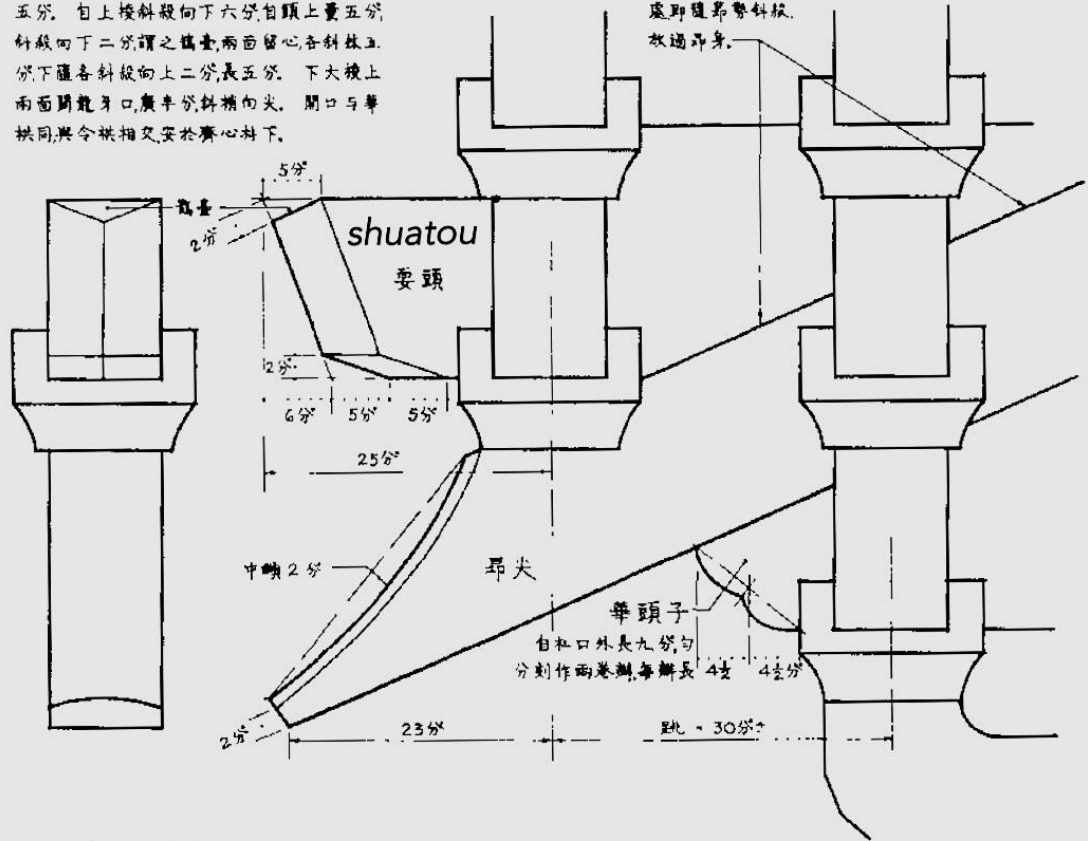 五分. 自上棱斜殺向下六分,自頭上量五分,
斜殺向下二分,謂之鵲臺,兩面留心,各斜抹五
分,下隨各斜殺向上二分,長五分. 下大棱上
兩面開龍牙口,廣半分,斜梢向尖. 開口与華
栱同,與令栱相交,安於齊心枓下.
處即隨昂勢斜殺.
放過昂身.
5分°
鵲臺
2分°
shuatou
耍頭
2分°
6分° 5分° 5分°
25分°
中䫜2分
昂尖
華頭子
自枓口外長九分,勻
分刻作兩卷瓣,每瓣長 4½ 4½分°
2分°
23分°
跳 = 30分°±